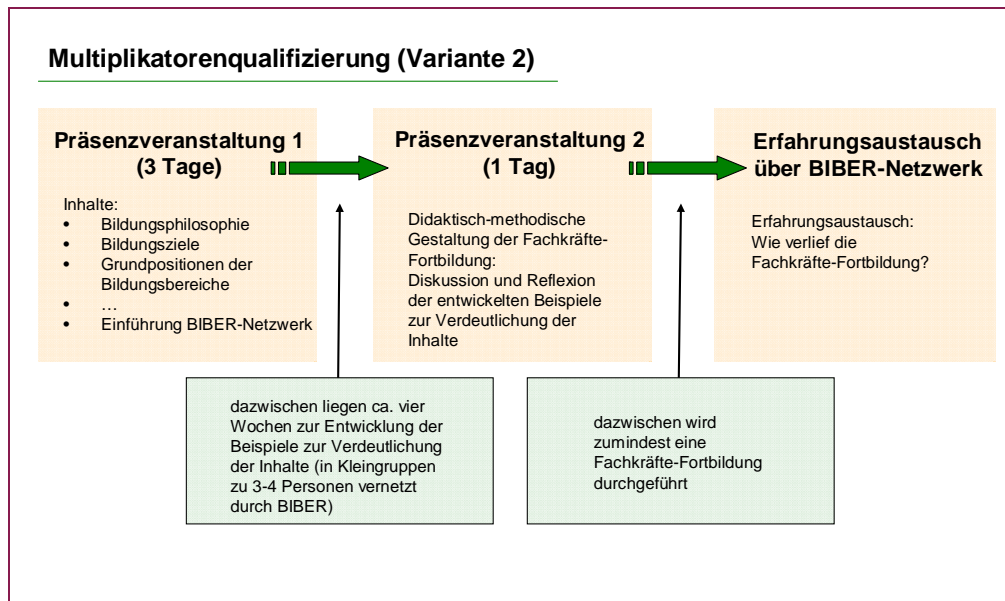 Multiplikatorenqualifizierung (Variante 2)
Präsenzveranstaltung 1
(3 Tage)
Inhalte:
• Bildungsphilosophie
• Bildungsziele
• Grundpositionen der
Bildungsbereiche
• …
• Einführung BIBER-Netzwerk
Präsenzveranstaltung 2
(1 Tag)
Didaktisch-methodische
Gestaltung der Fachkräfte-
Fortbildung:
Diskussion und Reflexion
der entwickelten Beispiele
zur Verdeutlichung der
Inhalte
Erfahrungsaustausch
über BIBER-Netzwerk
Erfahrungsaustausch:
Wie verlief die
Fachkräfte-Fortbildung?
dazwischen liegen ca. vier
Wochen zur Entwicklung der
Beispiele zur Verdeutlichung
der Inhalte (in Kleingruppen
zu 3-4 Personen vernetzt
durch BIBER)
dazwischen wird
zumindest eine
Fachkräfte-Fortbildung
durchgeführt